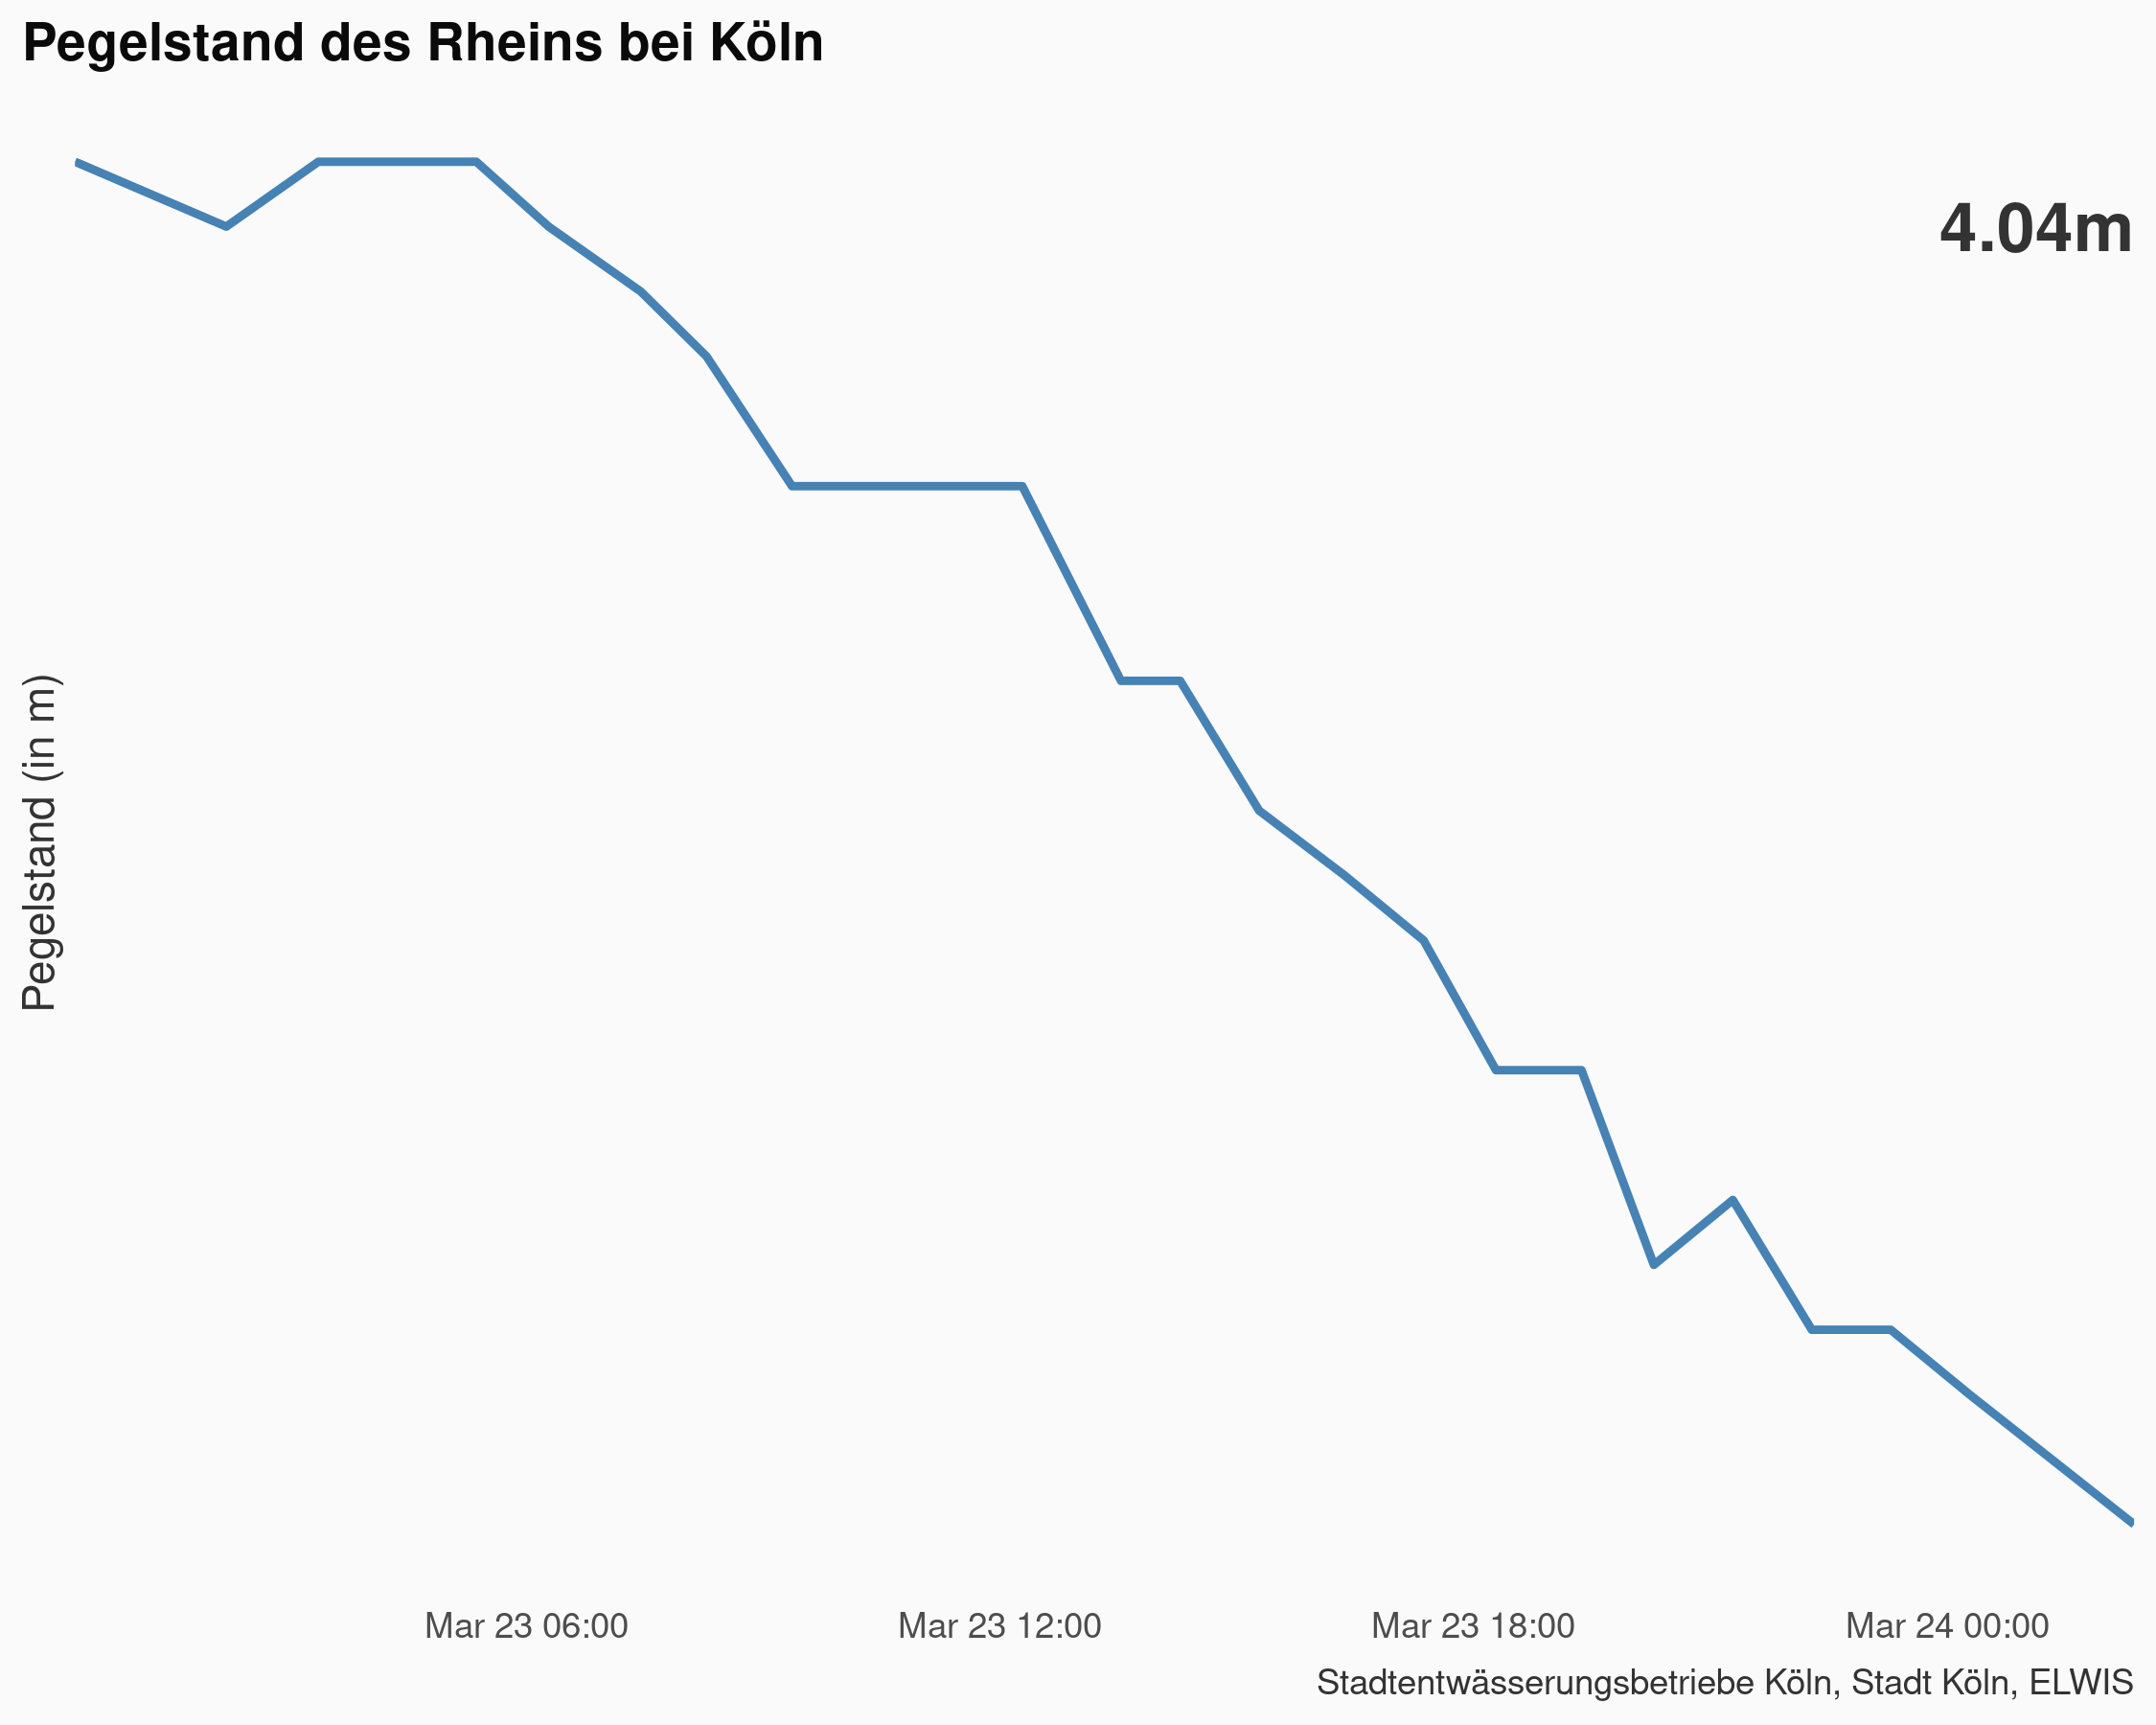 Pegelstand des Rheins bei Köln
4.04m
Pegelstand (in m)
Mar 23 06:00
Mar 23 12:00
Mar 23 18:00
Mar 24 00:00
Stadtentwässerungsbetriebe Köln, Stadt Köln, ELWIS